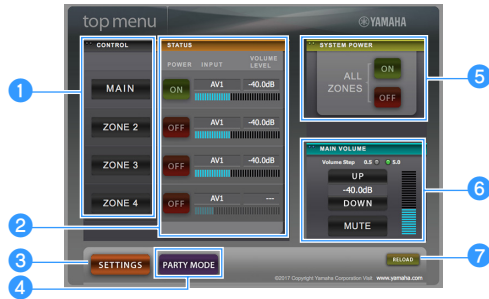 top menu
YAMAHA
CONTROL
MAIN
ZONE 2
ZONE 3
ZONE 4
STATUS
POWER INPUT VOLUME LEVEL
ON AV1 -40.0dB
OFF AV1 -40.0dB
OFF AV1 -40.0dB
OFF AV1 ---
SYSTEM POWER
ALL ZONES
ON
OFF
MAIN VOLUME
Volume Step 0.5 5.0
UP
-40.0dB
DOWN
MUTE
SETTINGS
PARTY MODE
RELOAD
©2017 Copyright Yamaha Corporation Visit www.yamaha.com
1
2
3
4
5
6
7